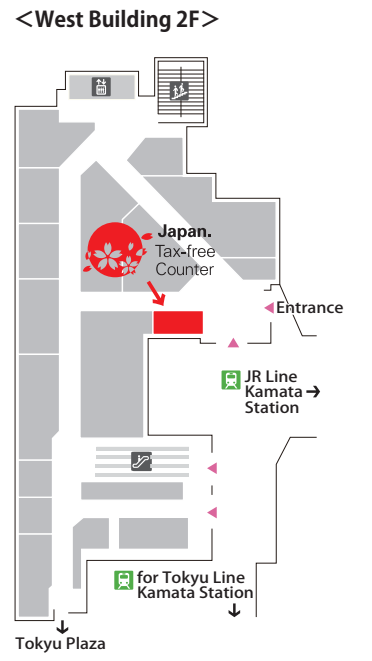 <West Building 2F>
Japan.
Tax-free
Counter
Entrance
JR Line
Kamata →
Station
for Tokyu Line
Kamata Station
↓
↓
Tokyu Plaza